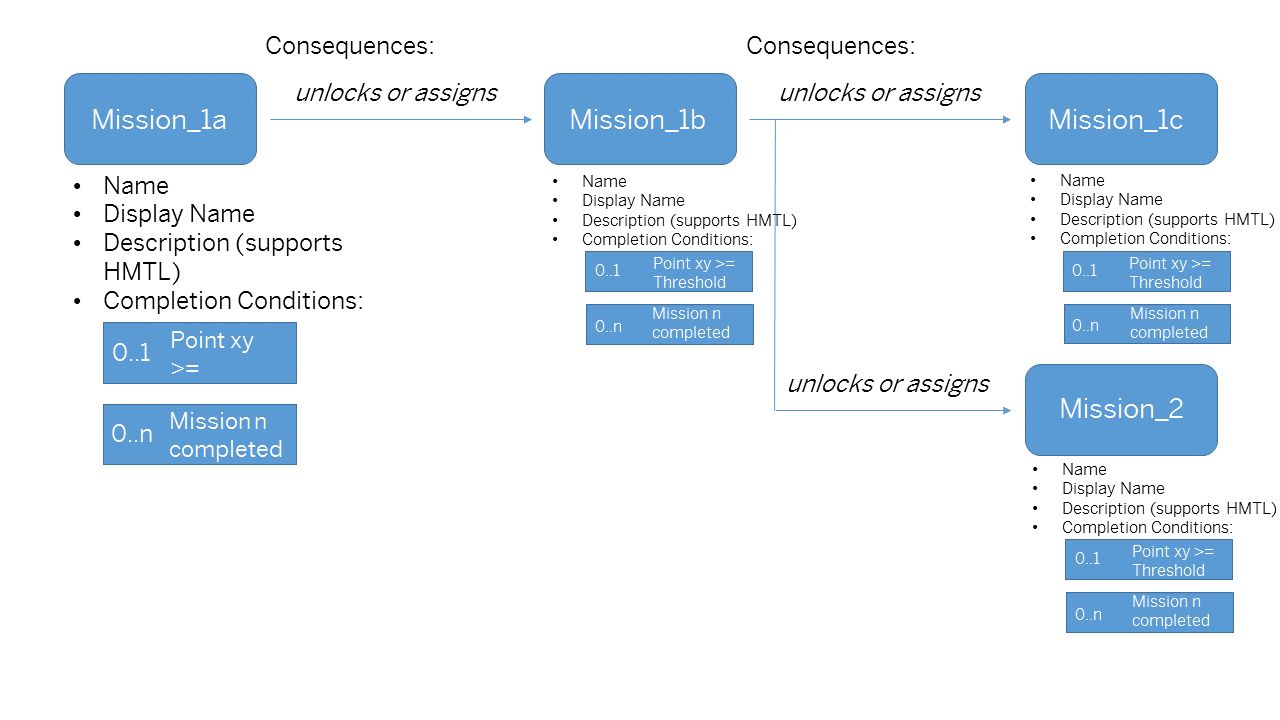 Consequences:
Consequences:
unlocks or assigns
unlocks or assigns
Mission_1a
Mission_1b
Mission_1c
• Name
• Display Name
• Description (supports
HMTL)
• Completion Conditions:
0..1 Point xy
>=
0..n Mission n
completed
• Name
• Display Name
• Description (supports HMTL)
• Completion Conditions:
0..1 Point xy >=
Threshold
0..n Mission n
completed
• Name
• Display Name
• Description (supports HMTL)
• Completion Conditions:
0..1 Point xy >=
Threshold
0..n Mission n
completed
unlocks or assigns
Mission_2
• Name
• Display Name
• Description (supports HMTL)
• Completion Conditions:
0..1 Point xy >=
Threshold
0..n Mission n
completed